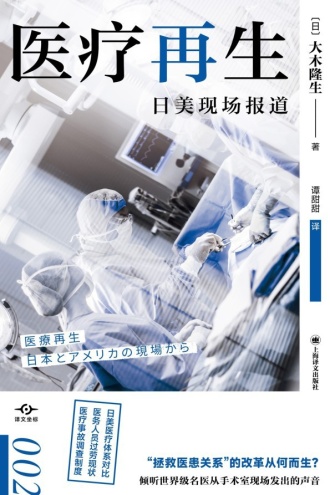 医疗再生
日美现场报道
〔日〕大木隆生——著
谭甜甜 译
医療再生
日本とアメリカの現場から
译文坐标
002
日美医疗体系对比
医务人员过劳现状
医疗事故调查制度
上海译文出版社
“拯救医患关系”的改革从何而生？
倾听世界级名医从手术室现场发出的声音